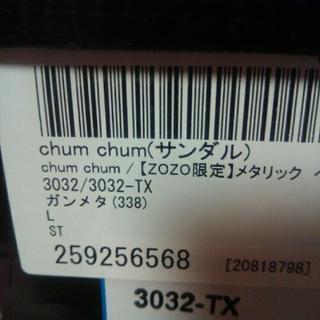 chum chum(サンダル)
chum chum / 【ZOZO限定】メタリック
3032/3032-TX
ガンメタ(338)
L
ST
259256568 [20818798]
3032-TX